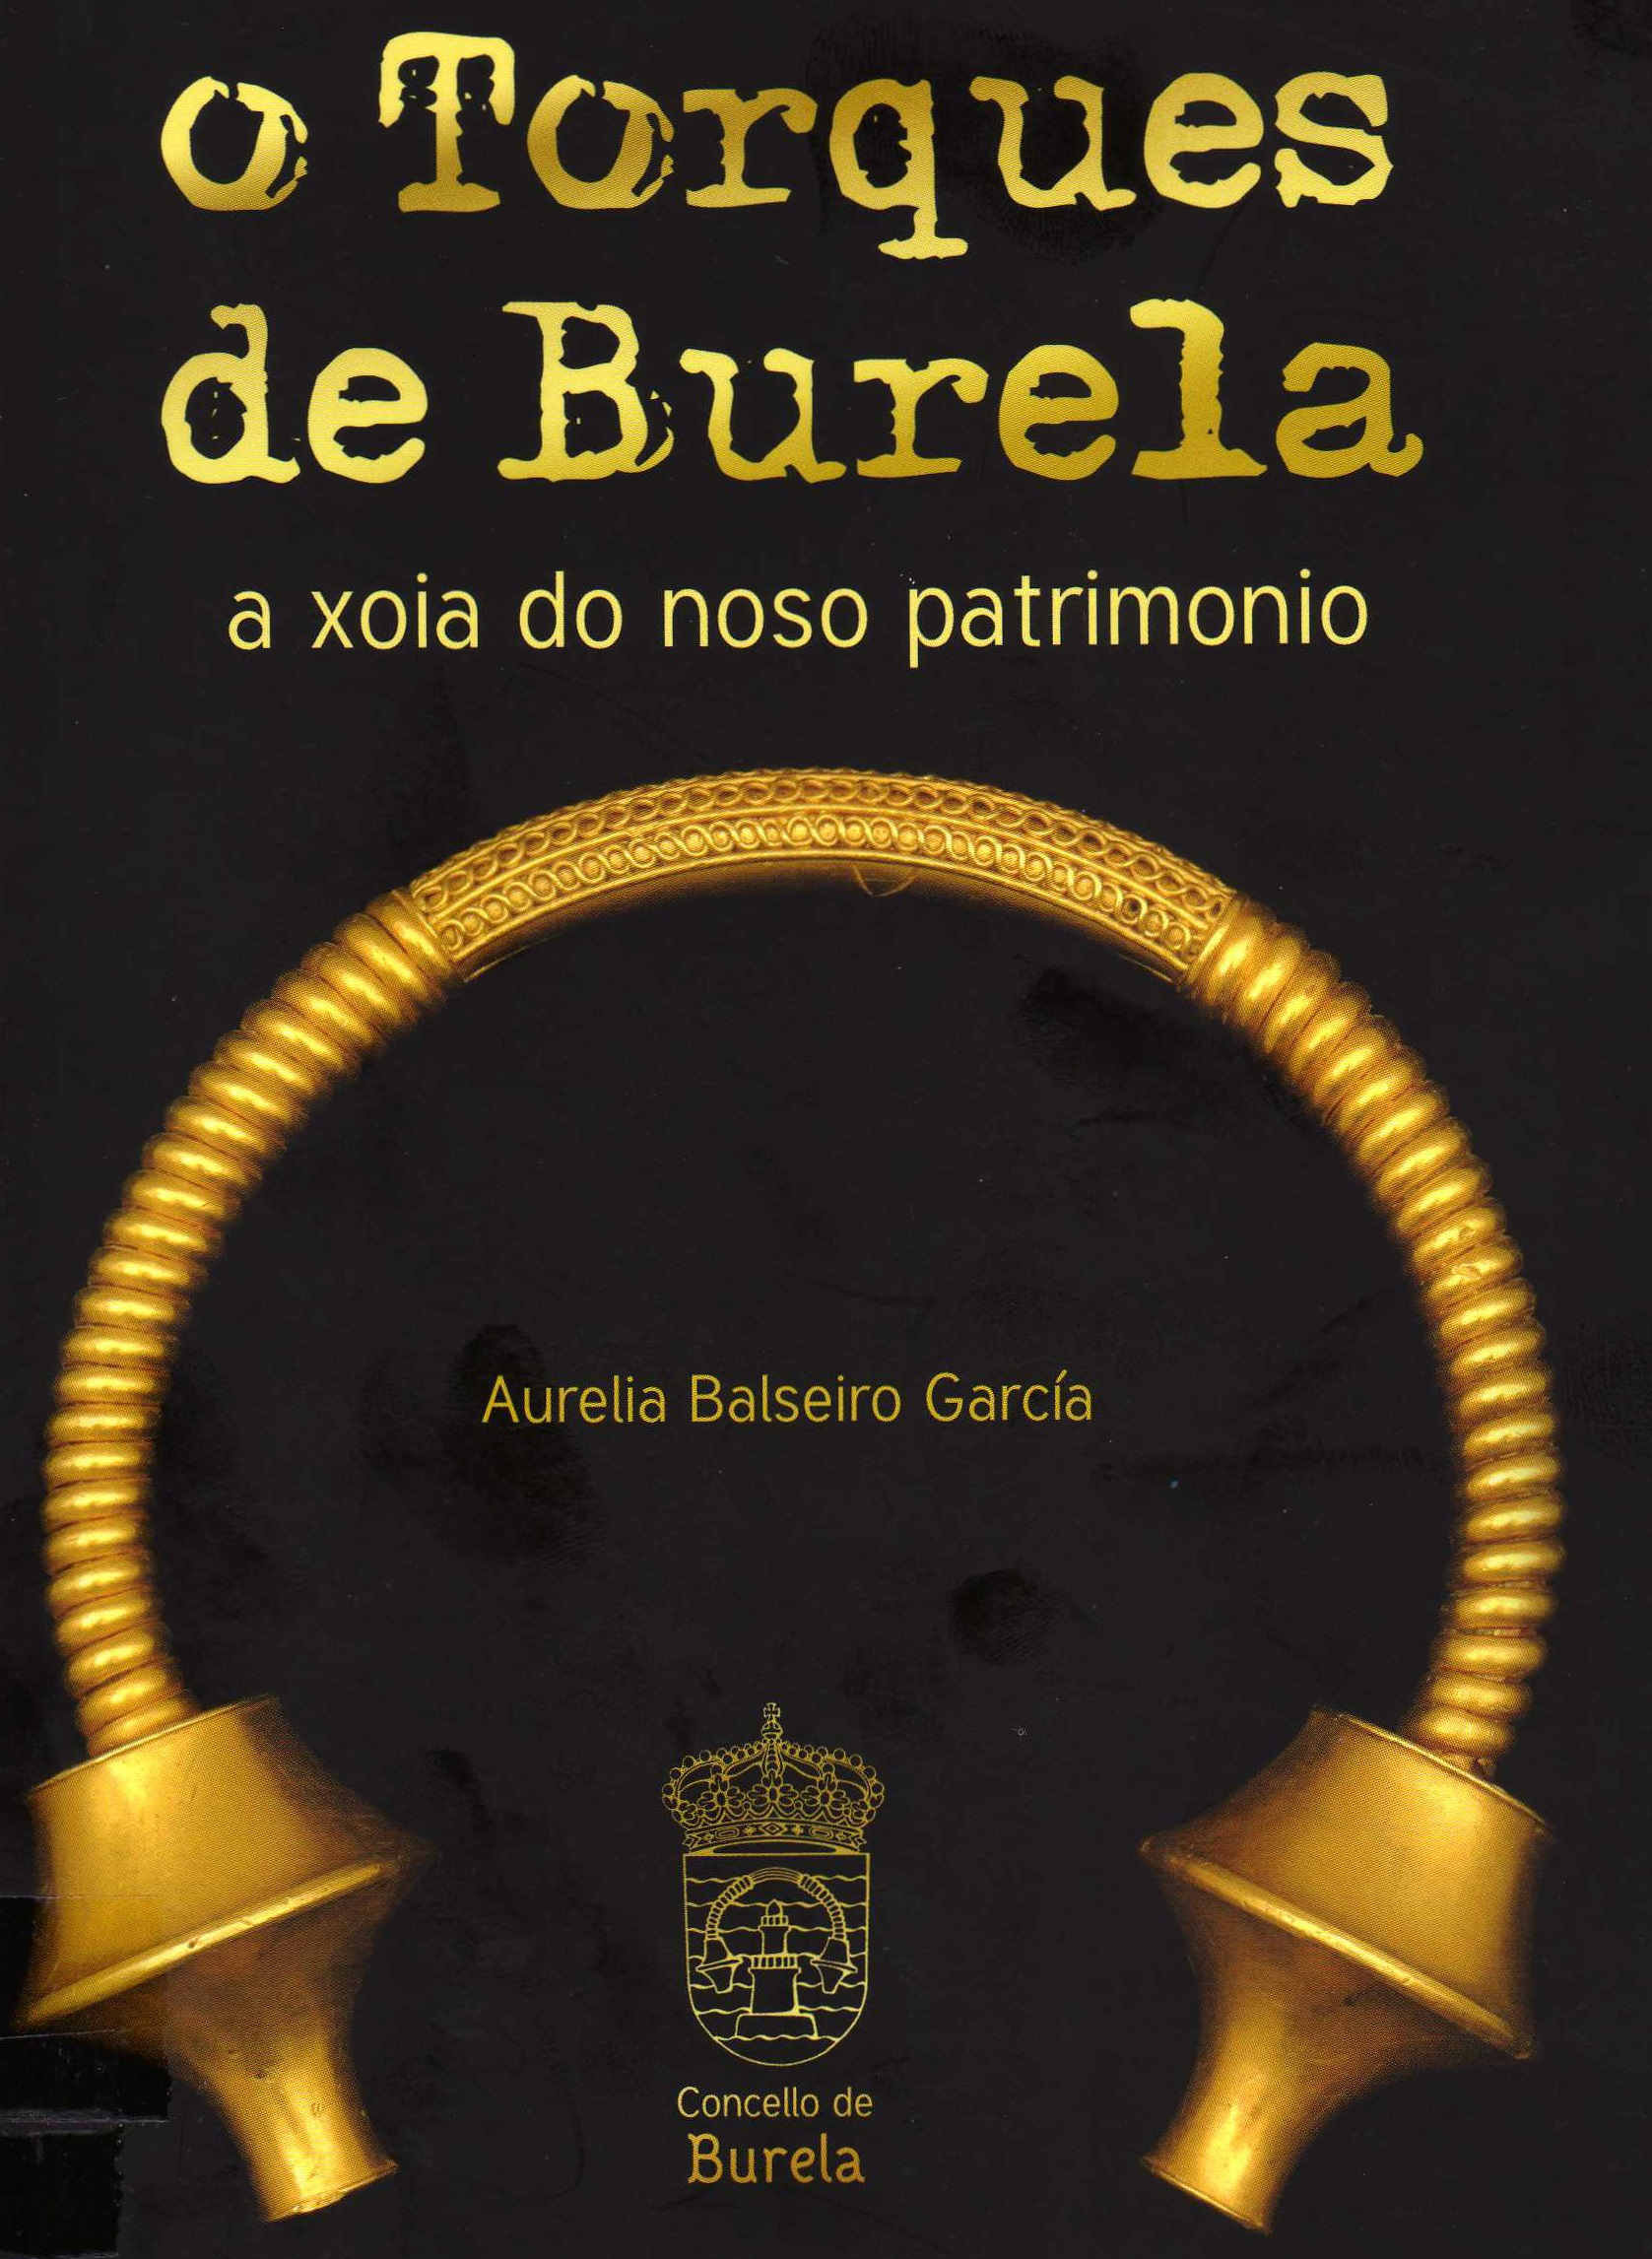 o Torques
de Burela
a xoia do noso patrimonio
Aurelia Balseiro García
Concello de
Burela